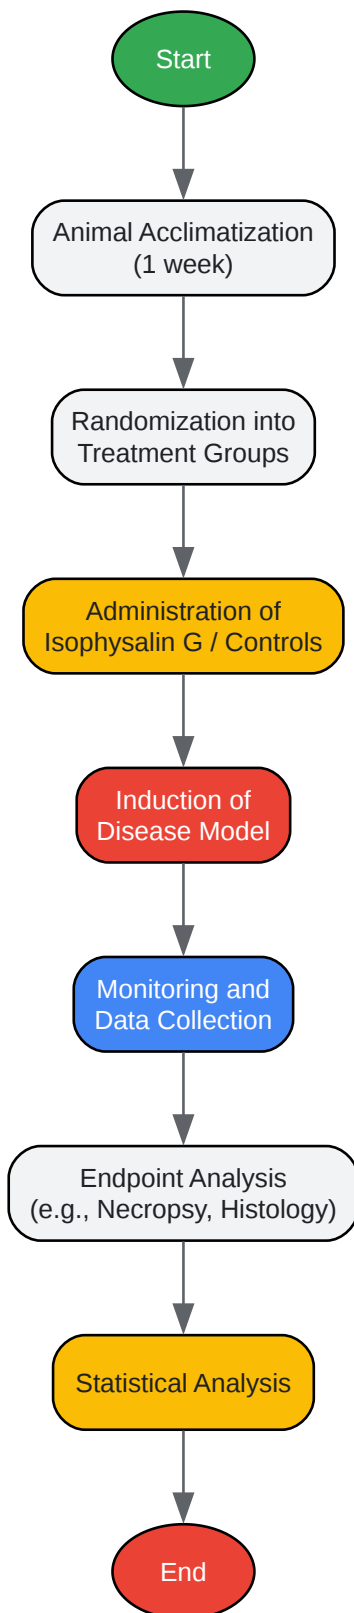 Start
Animal Acclimatization
(1 week)
Randomization into
Treatment Groups
Administration of
Isophysalin G / Controls
Induction of
Disease Model
Monitoring and
Data Collection
Endpoint Analysis
(e.g., Necropsy, Histology)
Statistical Analysis
End